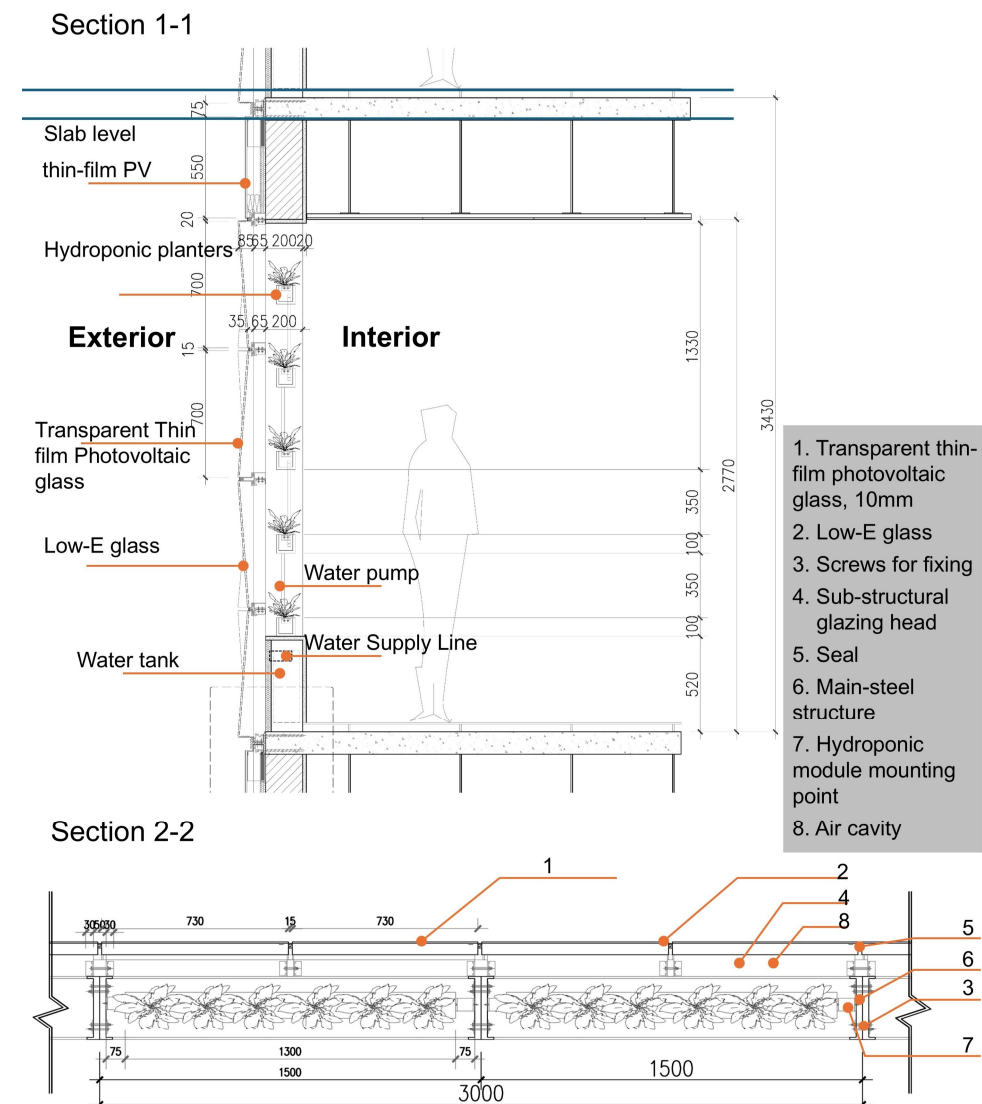 Section 1-1
75
Slab level
thin-film PV
550
20
Hydroponic planters
85 65 200 20
700
35 65 200
Exterior
Interior
15
1330
700
3430
Transparent Thin
film Photovoltaic
glass
2770
350
Low-E glass
100
Water pump
350
100
Water Supply Line
Water tank
520
1. Transparent thin-
film photovoltaic
glass, 10mm
2. Low-E glass
3. Screws for fixing
4. Sub-structural
glazing head
5. Seal
6. Main-steel
structure
7. Hydroponic
module mounting
point
8. Air cavity
Section 2-2
1
2
4
8
5
6
3
7
30 50 30
730
15
730
75
1300
75
1500
1500
3000